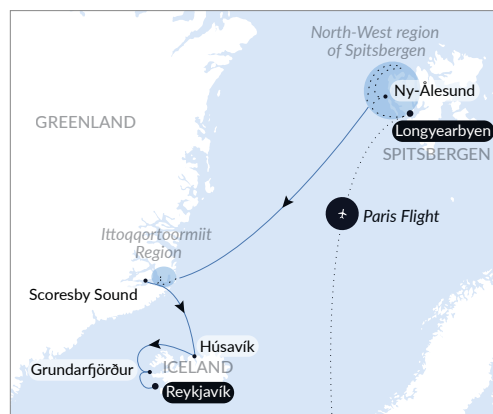 North-West region
of Spitsbergen
Ny-Ålesund
GREENLAND
Longyearbyen
SPITSBERGEN
Paris Flight
Ittoqqortoormiit
Region
Scoresby Sound
Húsavík
ICELAND
Grundarfjörður
Reykjavík